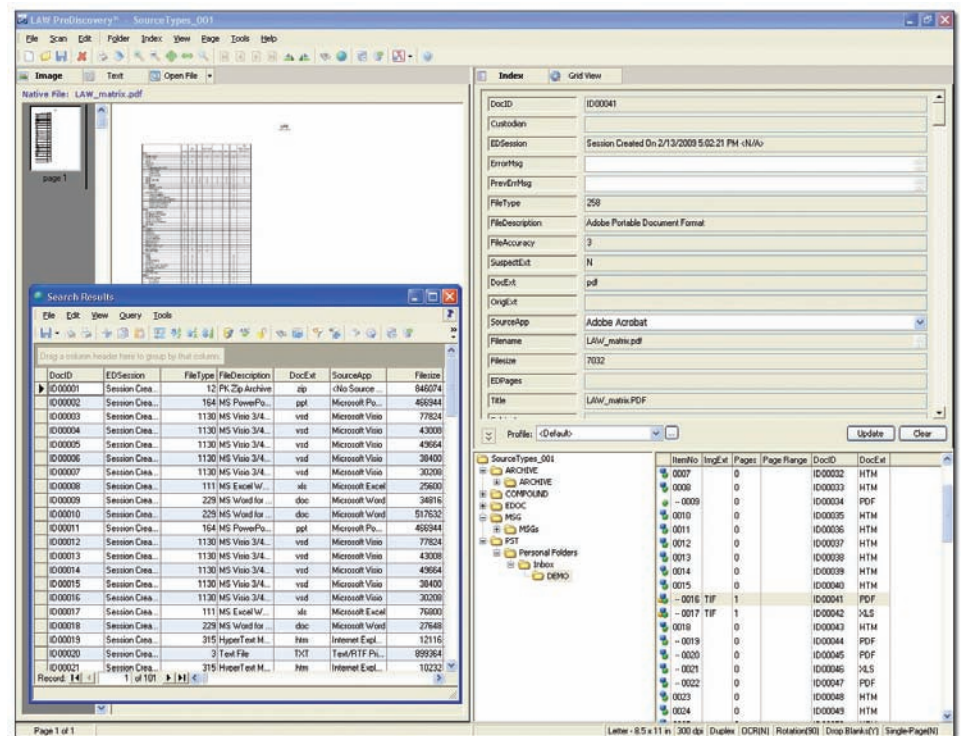 LAW PreDiscovery™ - SourceTypes_001
File Scan Edit Folder Index View Page Tools Help
Image Text Open File
Native File: LAW_matrix.pdf
page 1
Index Grid View
DocID ID00041
Custodian
EDSession Session Created On 2/13/2009 5:02:21 PM <N/A>
ErrorMsg
PrevErrMsg
FileType 258
FileDescription Adobe Portable Document Format
FileAccuracy 3
SuspectExt N
DocExt pdf
OrigExt
SourceApp Adobe Acrobat
Filename LAW_matrix.pdf
Filesize 7032
EDPages
Title LAW_matrix.PDF
Profile: <Default> Update Clear
Search Results
File Edit View Query Tools
Drag a column header here to group by that column.
DocID EDSession FileType FileDescription DocExt SourceApp Filesize
ID00001 Session Crea... 12 PK Zip Archive zip <No Source ... 846074
ID00002 Session Crea... 164 MS PowerPo... ppt Microsoft Po... 466944
ID00003 Session Crea... 1130 MS Visio 3/4... vsd Microsoft Visio 77824
ID00004 Session Crea... 1130 MS Visio 3/4... vsd Microsoft Visio 43008
ID00005 Session Crea... 1130 MS Visio 3/4... vsd Microsoft Visio 49664
ID00006 Session Crea... 1130 MS Visio 3/4... vsd Microsoft Visio 38400
ID00007 Session Crea... 1130 MS Visio 3/4... vsd Microsoft Visio 30208
ID00008 Session Crea... 111 MS Excel W... xls Microsoft Excel 25600
ID00009 Session Crea... 229 MS Word for ... doc Microsoft Word 34816
ID00010 Session Crea... 229 MS Word for ... doc Microsoft Word 517632
ID00011 Session Crea... 164 MS PowerPo... ppt Microsoft Po... 466944
ID00012 Session Crea... 1130 MS Visio 3/4... vsd Microsoft Visio 77824
ID00013 Session Crea... 1130 MS Visio 3/4... vsd Microsoft Visio 43008
ID00014 Session Crea... 1130 MS Visio 3/4... vsd Microsoft Visio 49664
ID00015 Session Crea... 1130 MS Visio 3/4... vsd Microsoft Visio 38400
ID00016 Session Crea... 1130 MS Visio 3/4... vsd Microsoft Visio 30208
ID00017 Session Crea... 111 MS Excel W... xls Microsoft Excel 76800
ID00018 Session Crea... 229 MS Word for ... doc Microsoft Word 27648
ID00019 Session Crea... 315 HyperText M... htm Internet Expl... 12116
ID00020 Session Crea... 3 Text File TXT Text/RTF Pri... 899364
ID00021 Session Crea... 315 HyperText M... htm Internet Expl... 10232
Record: 1 of 101
SourceTypes_001
ARCHIVE
ARCHIVE
COMPOUND
EDOC
MSG
MSGs
PST
Personal Folders
Inbox
DEMO
ItemNo ImgExt Pages Page Range DocID DocExt
0007 0 ID00032 HTM
0008 0 ID00033 HTM
-- 0009 0 ID00034 PDF
0010 0 ID00035 HTM
0011 0 ID00036 HTM
0012 0 ID00037 HTM
0013 0 ID00038 HTM
0014 0 ID00039 HTM
0015 0 ID00040 HTM
-- 0016 TIF 1 ID00041 PDF
-- 0017 TIF 1 ID00042 XLS
0018 0 ID00043 HTM
-- 0019 0 ID00044 PDF
-- 0020 0 ID00045 PDF
-- 0021 0 ID00046 XLS
-- 0022 0 ID00047 PDF
0023 0 ID00048 HTM
0024 0 ID00049 HTM
Page 1 of 1
Letter - 8.5 x 11 in 300 dpi Duplex OCR(N) Rotation(90) Drop Blanks(Y) Single-Page(N)